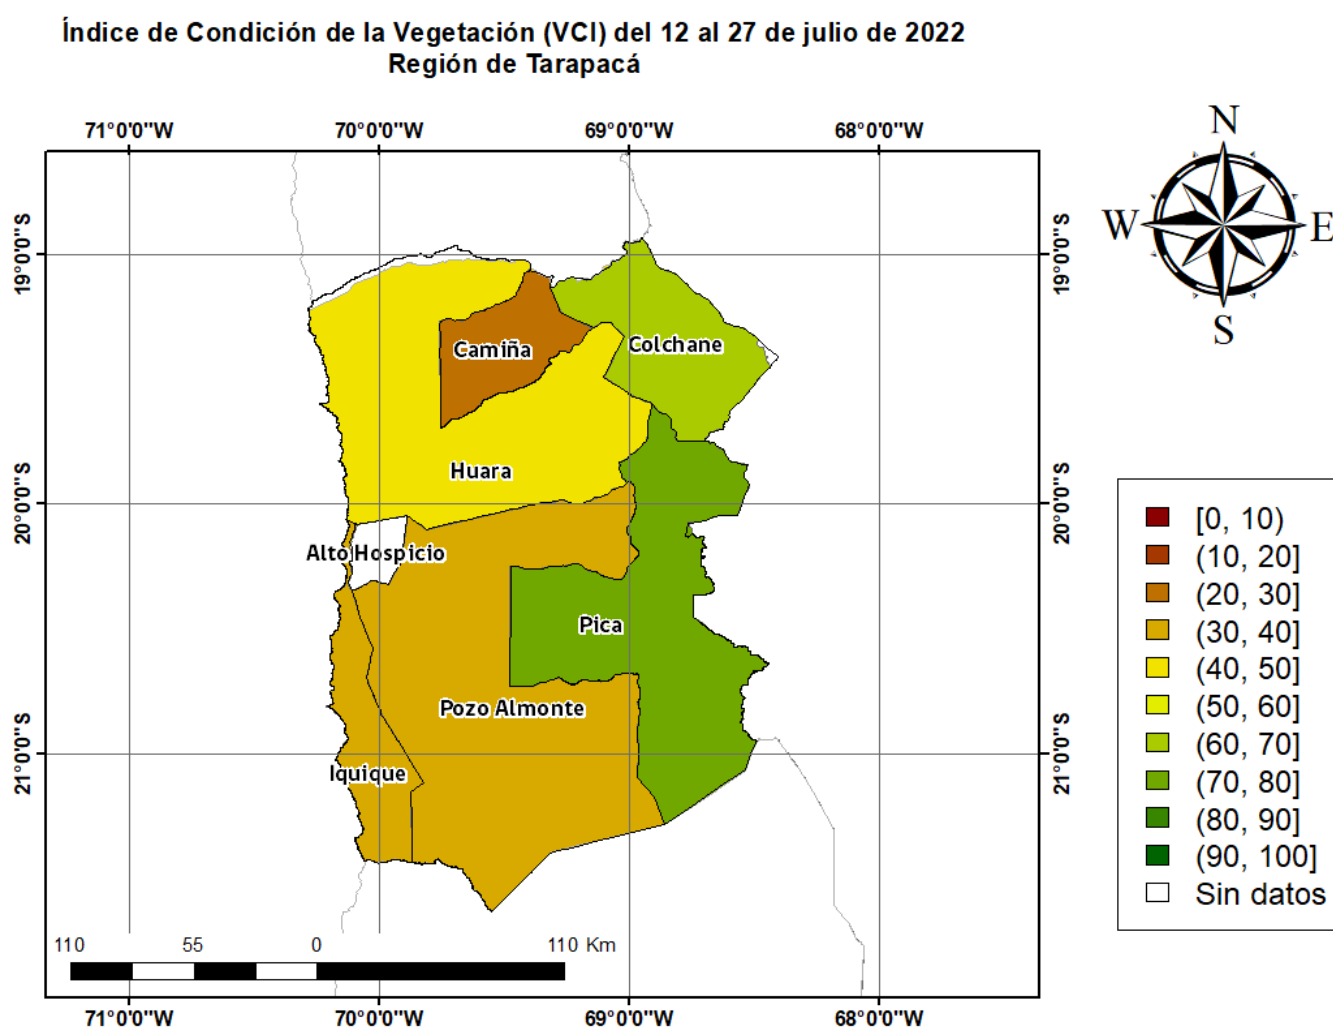 Índice de Condición de la Vegetación (VCI) del 12 al 27 de julio de 2022
Región de Tarapacá
71°0'0"W 70°0'0"W 69°0'0"W 68°0'0"W
N
W E
S
19°0'0"S 19°0'0"S
Camiña
Colchane
Huara
20°0'0"S 20°0'0"S
Alto Hospicio
Pica
Pozo Almonte
21°0'0"S 21°0'0"S
Iquique
[0, 10)
(10, 20]
(20, 30]
(30, 40]
(40, 50]
(50, 60]
(60, 70]
(70, 80]
(80, 90]
(90, 100]
Sin datos
110 55 0 110 Km
71°0'0"W 70°0'0"W 69°0'0"W 68°0'0"W